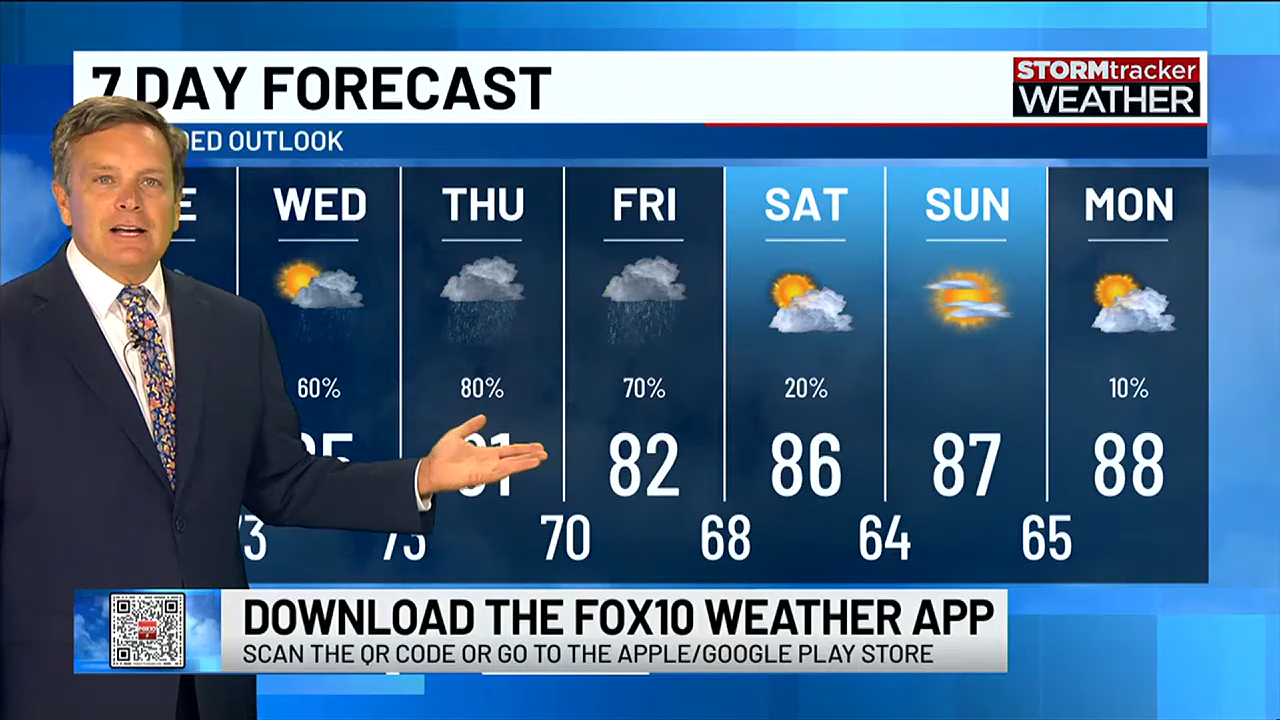 7 DAY FORECAST
STORMtracker
WEATHER
OUTLOOK
WED THU FRI SAT SUN MON
60% 80% 70% 20% 10%
82 86 87 88
70 68 64 65
DOWNLOAD THE FOX10 WEATHER APP
SCAN THE QR CODE OR GO TO THE APPLE/GOOGLE PLAY STORE